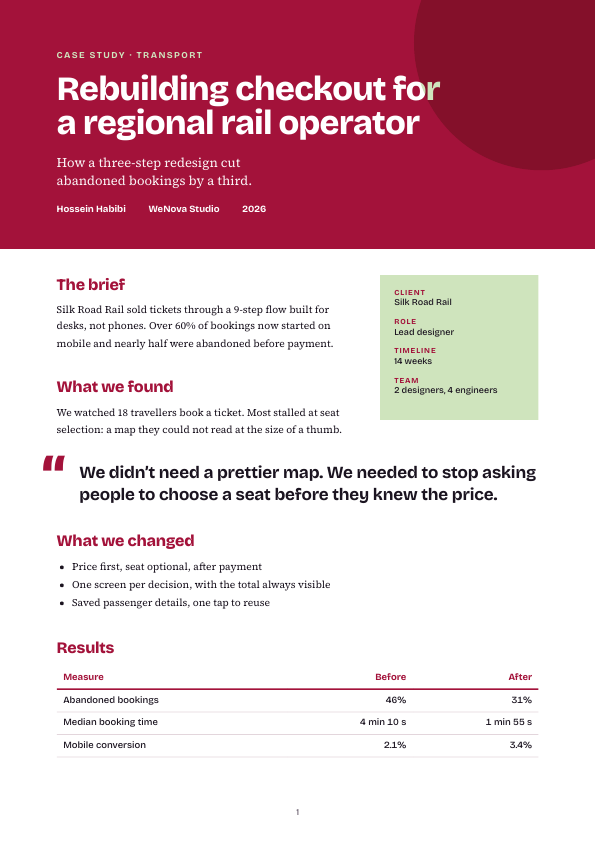 CASE STUDY · TRANSPORT
Rebuilding checkout for
a regional rail operator
How a three-step redesign cut
abandoned bookings by a third.
Hossein Habibi WeNova Studio 2026
The brief
Silk Road Rail sold tickets through a 9-step flow built for
desks, not phones. Over 60% of bookings now started on
mobile and nearly half were abandoned before payment.
CLIENT
Silk Road Rail
ROLE
Lead designer
TIMELINE
14 weeks
TEAM
2 designers, 4 engineers
What we found
We watched 18 travellers book a ticket. Most stalled at seat
selection: a map they could not read at the size of a thumb.
“
We didn’t need a prettier map. We needed to stop asking
people to choose a seat before they knew the price.
What we changed
• Price first, seat optional, after payment
• One screen per decision, with the total always visible
• Saved passenger details, one tap to reuse
Results
Measure Before After
Abandoned bookings 46% 31%
Median booking time 4 min 10 s 1 min 55 s
Mobile conversion 2.1% 3.4%
1